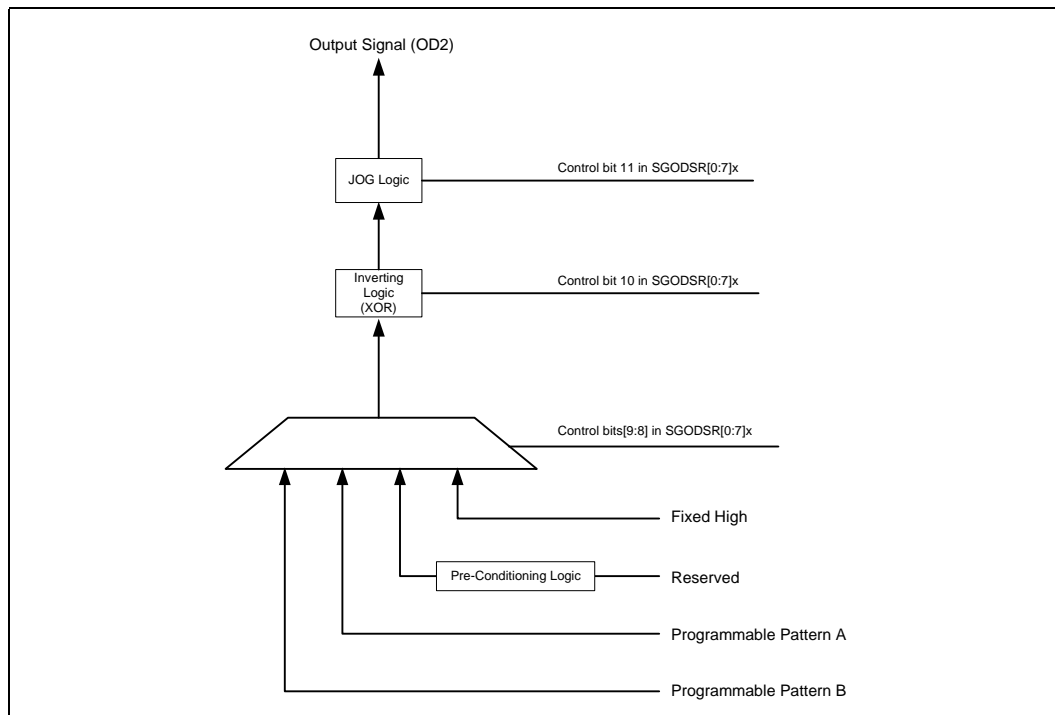 Output Signal (OD2)
JOG Logic
Control bit 11 in SGODSR[0:7]x
Inverting
Logic
(XOR)
Control bit 10 in SGODSR[0:7]x
Control bits[9:8] in SGODSR[0:7]x
Fixed High
Pre-Conditioning Logic
Reserved
Programmable Pattern A
Programmable Pattern B